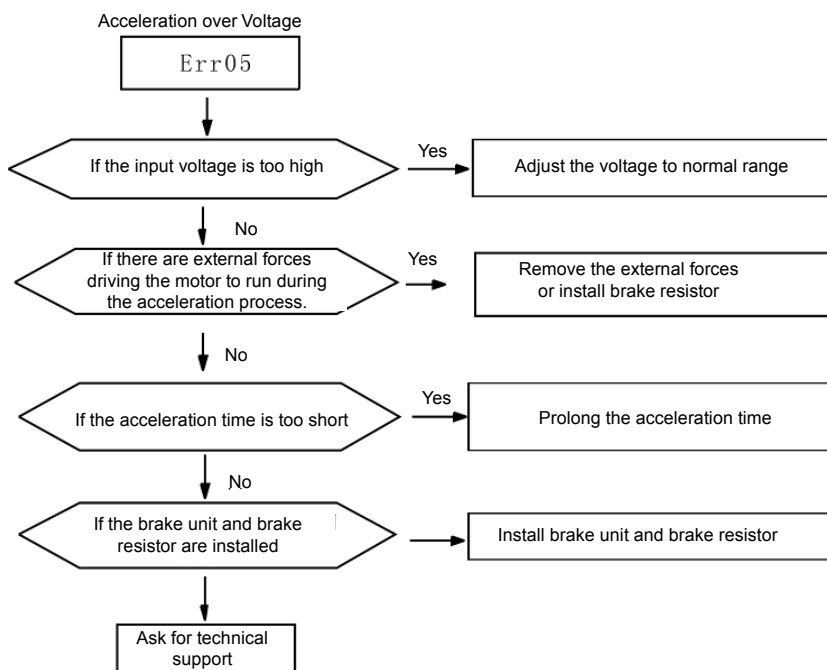 Acceleration over Voltage
Err05
If the input voltage is too high
Yes
Adjust the voltage to normal range
No
If there are external forces
driving the motor to run during
the acceleration process.
Yes
Remove the external forces
or install brake resistor
No
If the acceleration time is too short
Yes
Prolong the acceleration time
No
If the brake unit and brake
resistor are installed
Install brake unit and brake resistor
Ask for technical
support